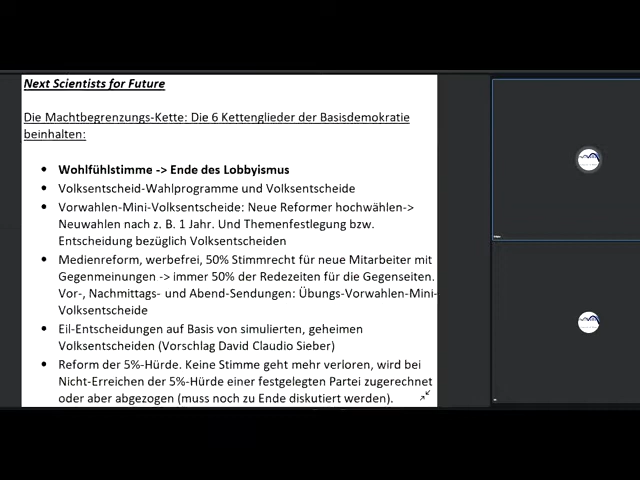 Next Scientists for Future
Die Machtbegrenzungs-Kette: Die 6 Kettenglieder der Basisdemokratie
beinhalten:
• Wohlfühlstimme -> Ende des Lobbyismus
• Volksentscheid-Wahlprogramme und Volksentscheide
• Vorwahlen-Mini-Volksentscheide: Neue Reformer hochwählen->
Neuwahlen nach z. B. 1 Jahr. Und Themenfestlegung bzw.
Entscheidung bezüglich Volksentscheiden
• Medienreform, werbefrei, 50% Stimmrecht für neue Mitarbeiter mit
Gegenmeinungen -> immer 50% der Redezeiten für die Gegenseiten.
Vor-, Nachmittags- und Abend-Sendungen: Übungs-Vorwahlen-Mini-
Volksentscheide
• Eil-Entscheidungen auf Basis von simulierten, geheimen
Volksentscheiden (Vorschlag David Claudio Sieber)
• Reform der 5%-Hürde. Keine Stimme geht mehr verloren, wird bei
Nicht-Erreichen der 5%-Hürde einer festgelegten Partei zugerechnet
oder aber abgezogen (muss noch zu Ende diskutiert werden).